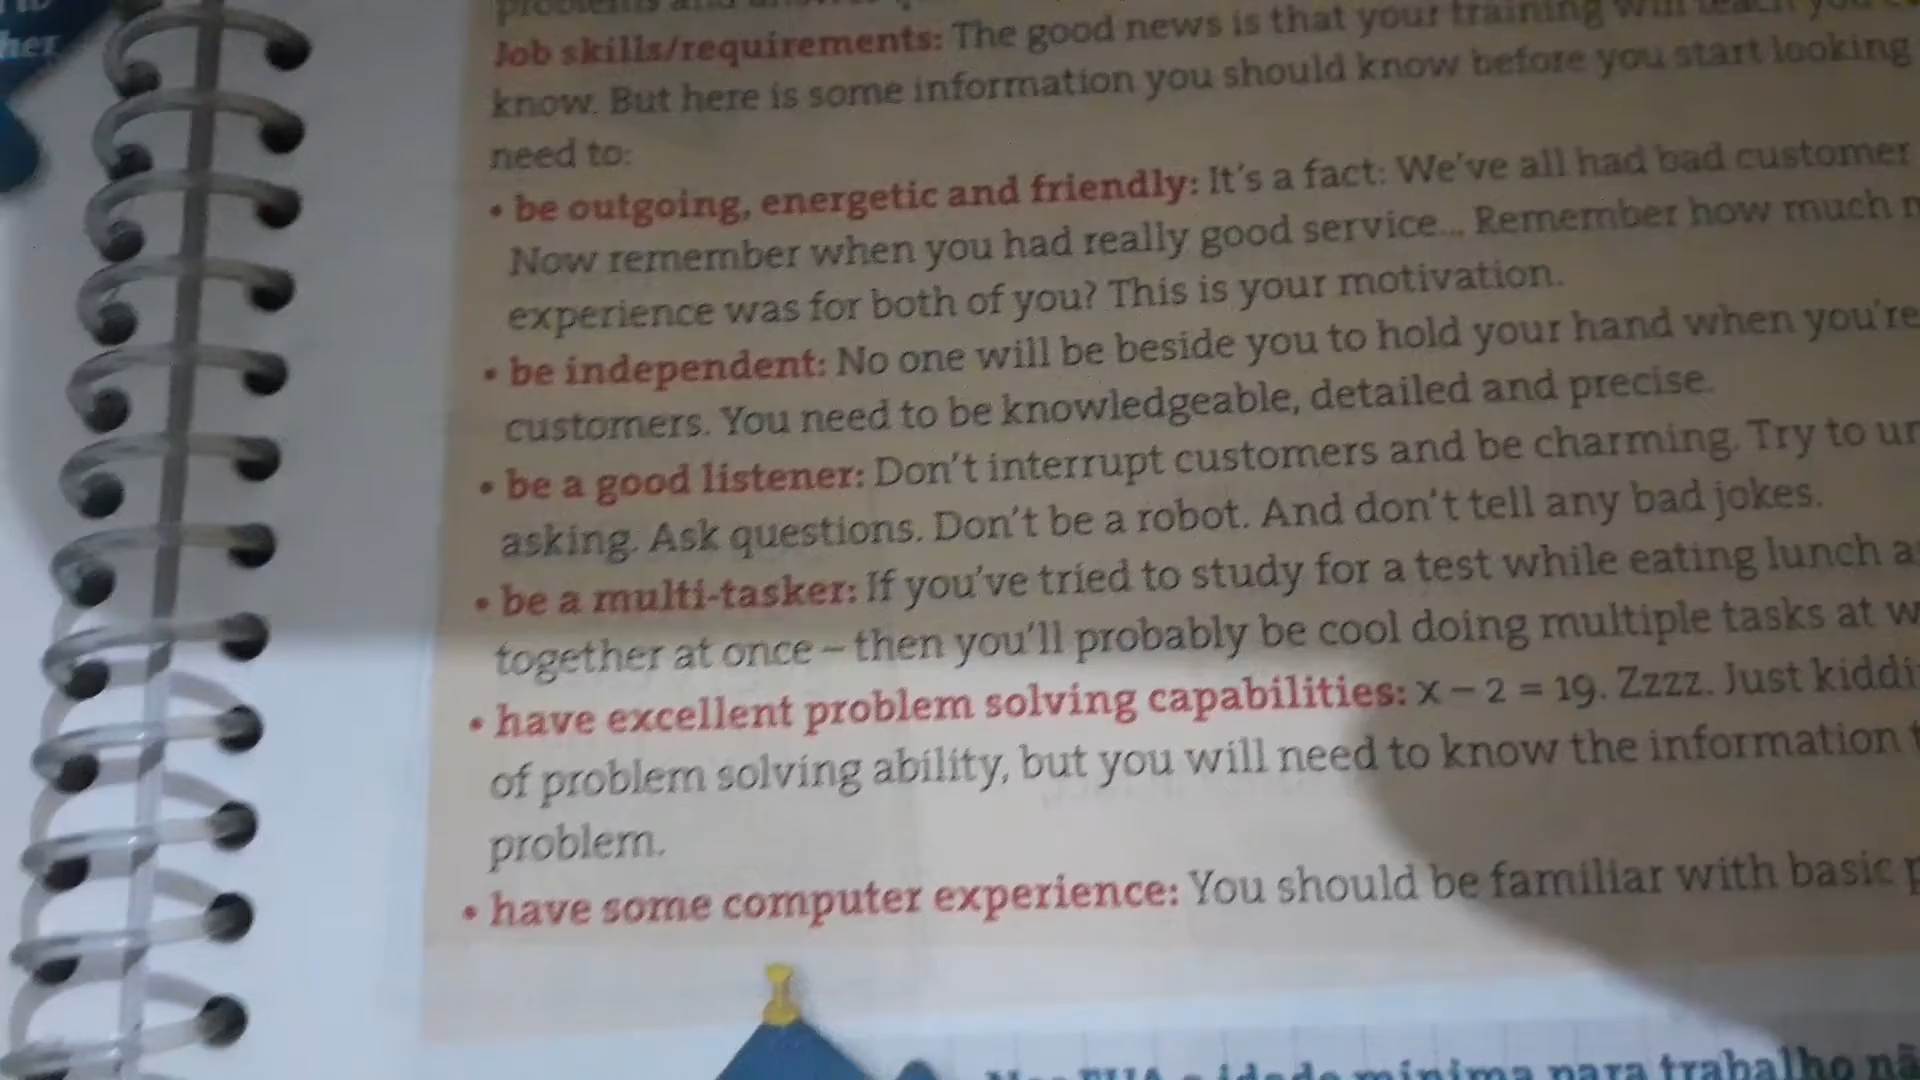 her
problems and
Job skills/requirements: The good news is that your training will teach you
know. But here is some information you should know before you start looking
need to:
• be outgoing, energetic and friendly: It's a fact: We've all had bad customer
Now remember when you had really good service... Remember how much
experience was for both of you? This is your motivation.
• be independent: No one will be beside you to hold your hand when you're
customers. You need to be knowledgeable, detailed and precise.
• be a good listener: Don't interrupt customers and be charming. Try to
asking. Ask questions. Don't be a robot. And don't tell any bad jokes.
• be a multi-tasker: If you've tried to study for a test while eating lunch
together at once – then you'll probably be cool doing multiple tasks at
• have excellent problem solving capabilities: x – 2 = 19. Zzzz. Just
of problem solving ability, but you will need to know the information
problem.
• have some computer experience: You should be familiar with basic
EUA a idade mínima para trabalho